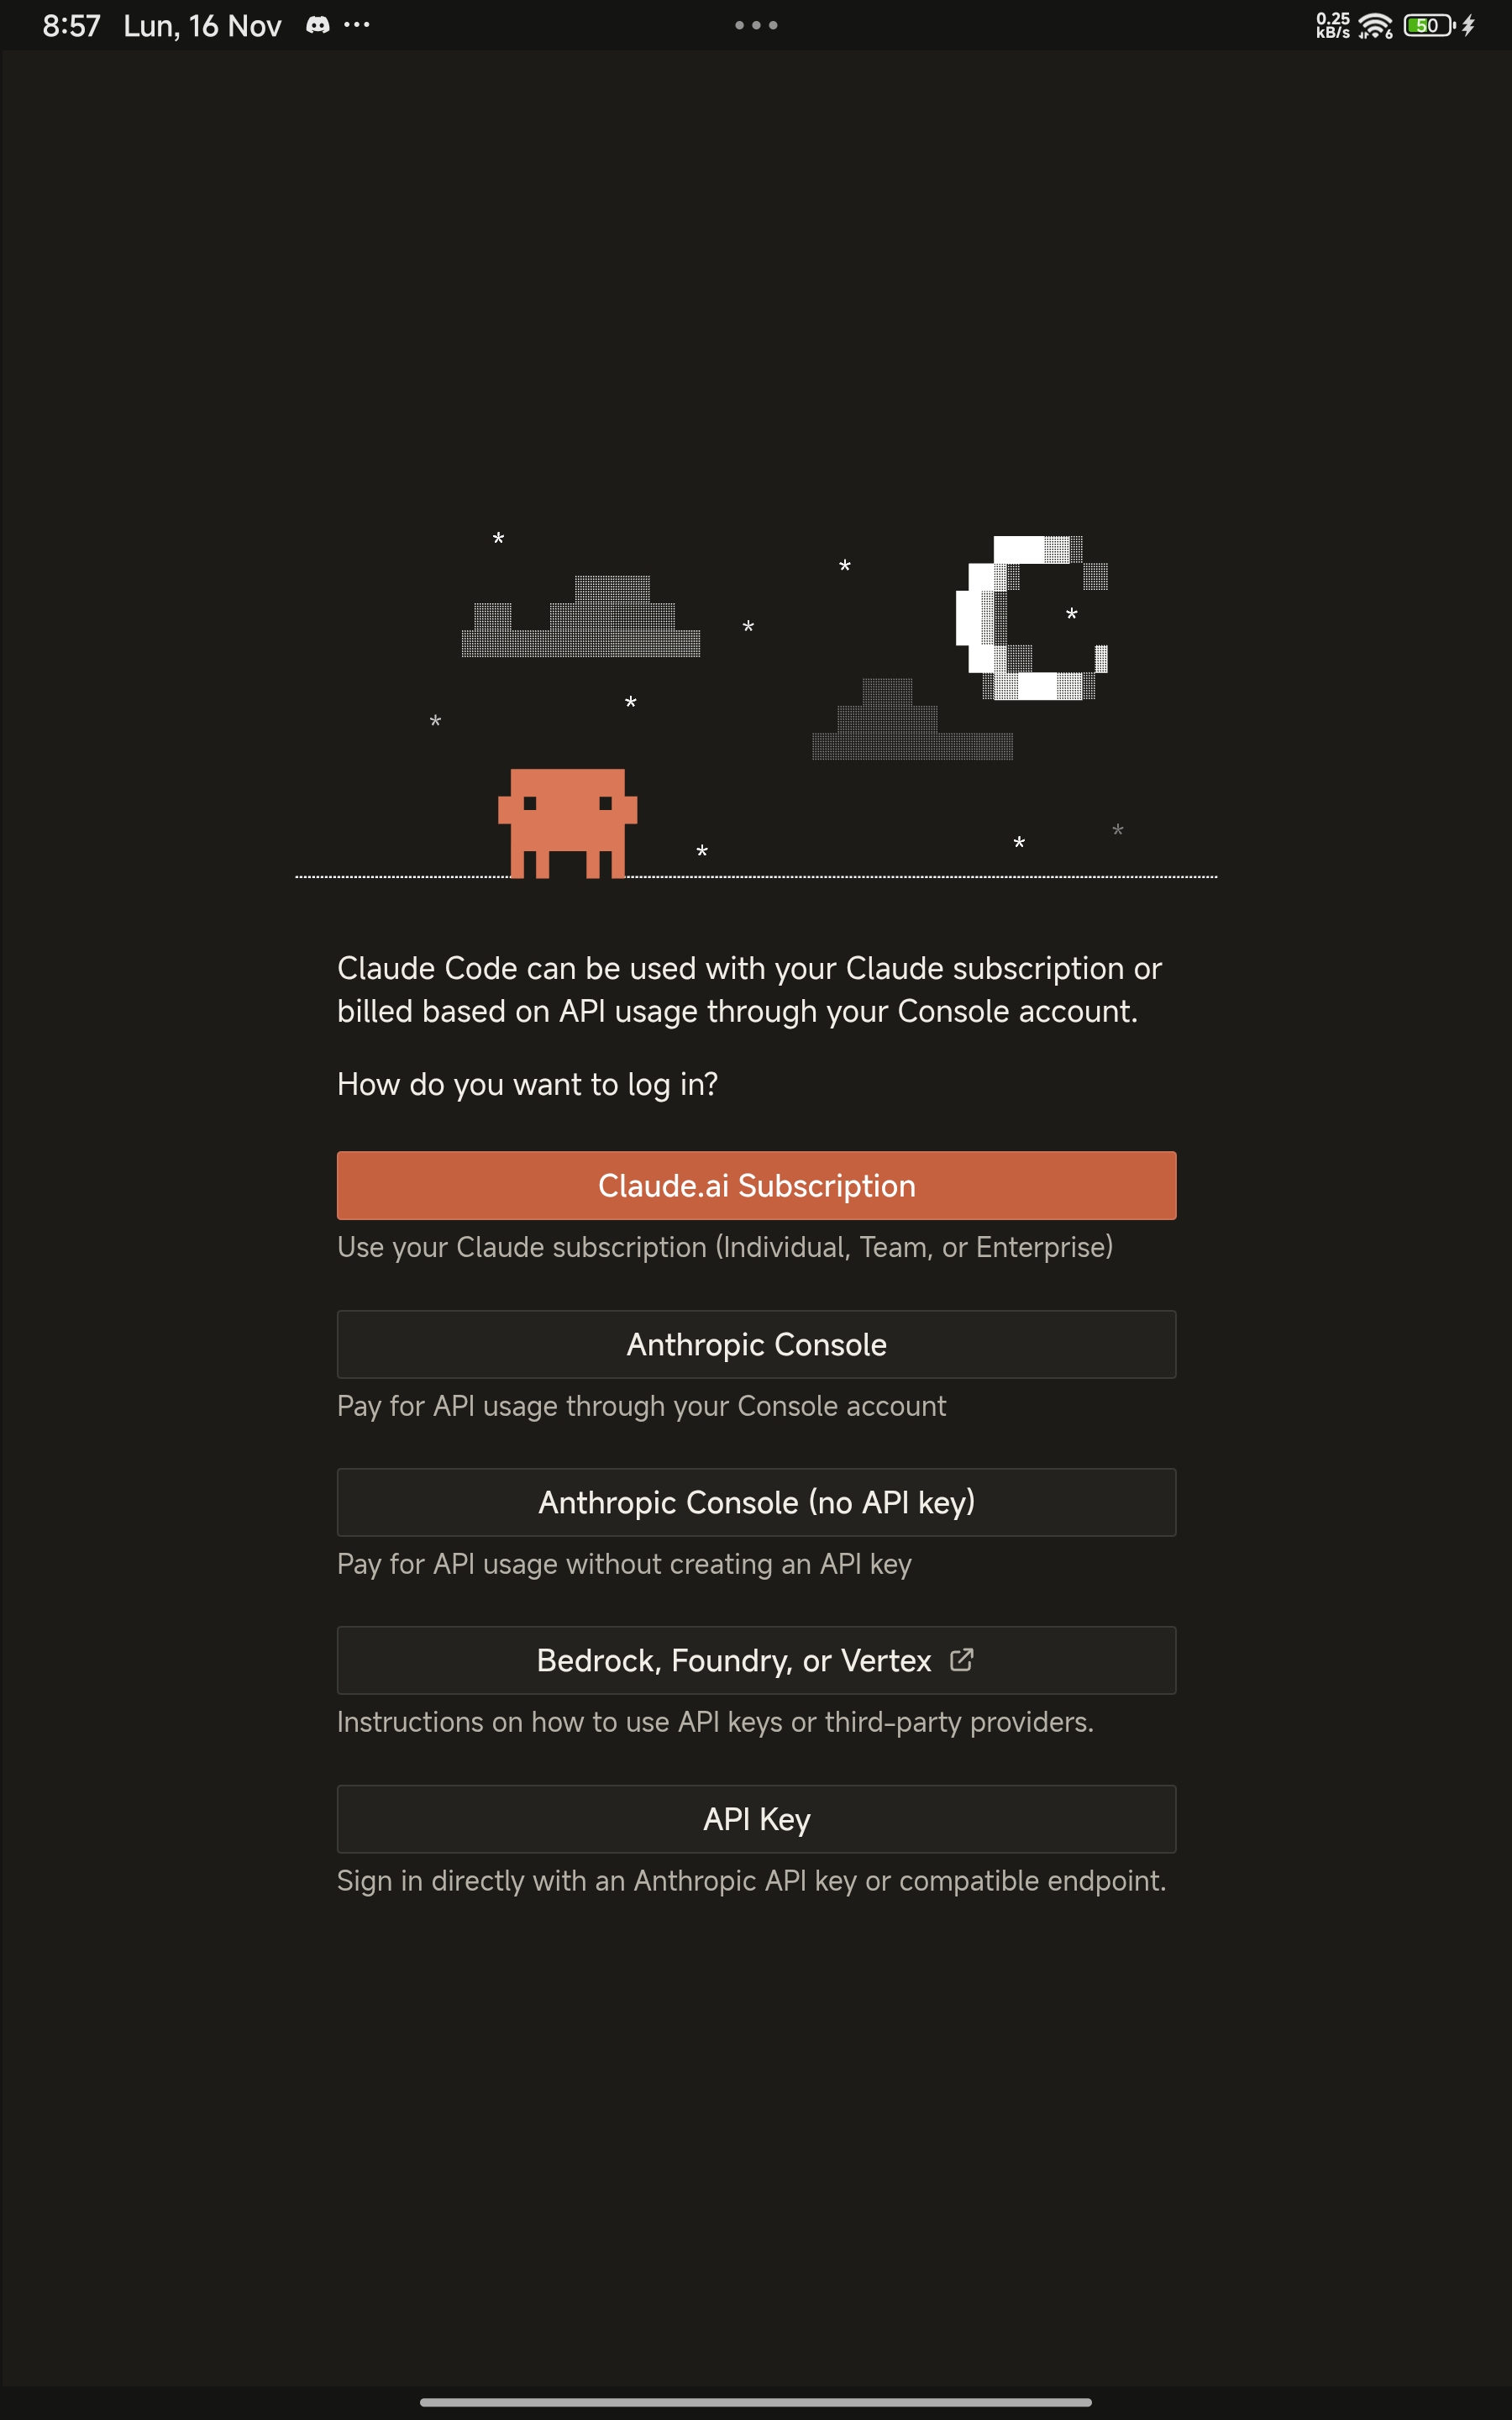 8:57 Lun, 16 Nov
0.25
kB/s
6
50
Claude Code can be used with your Claude subscription or
billed based on API usage through your Console account.
How do you want to log in?
Claude.ai Subscription
Use your Claude subscription (Individual, Team, or Enterprise)
Anthropic Console
Pay for API usage through your Console account
Anthropic Console (no API key)
Pay for API usage without creating an API key
Bedrock, Foundry, or Vertex
Instructions on how to use API keys or third-party providers.
API Key
Sign in directly with an Anthropic API key or compatible endpoint.